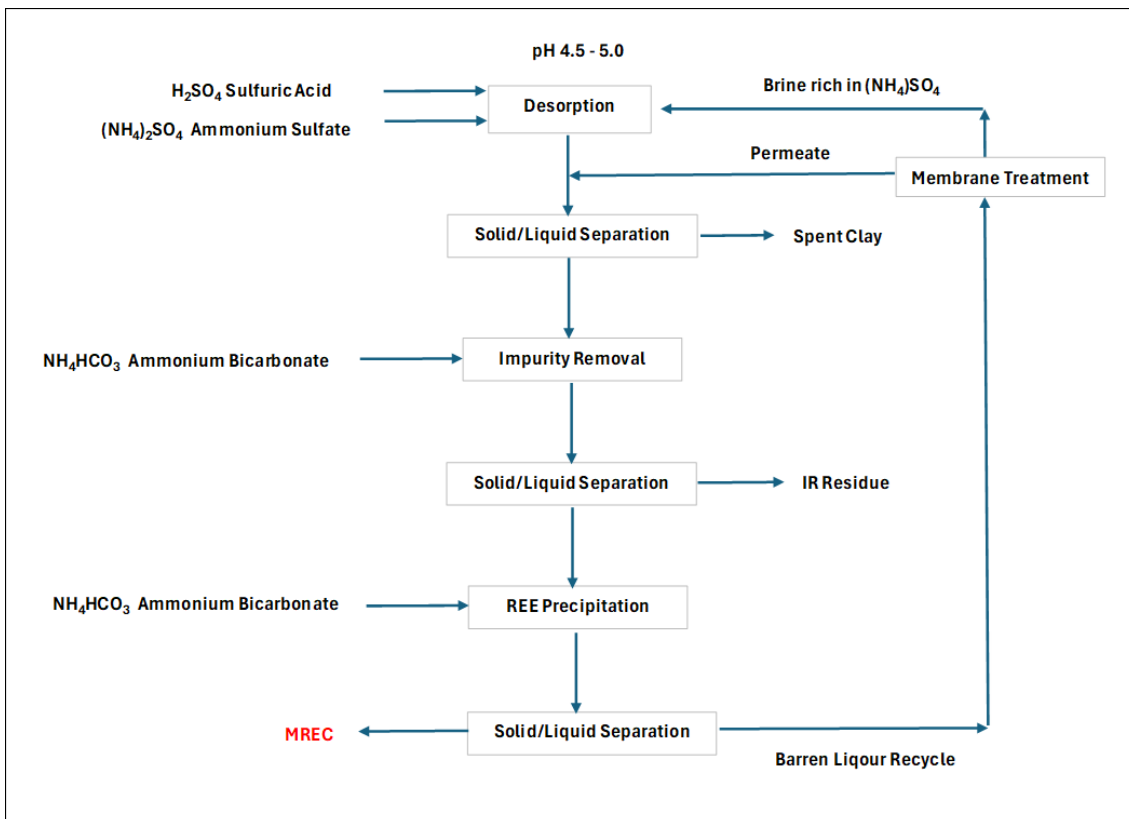 pH 4.5 - 5.0
H₂SO₄ Sulfuric Acid
Brine rich in (NH₄)SO₄
Desorption
(NH₄)₂SO₄ Ammonium Sulfate
Permeate
Membrane Treatment
Solid/Liquid Separation
Spent Clay
NH₄HCO₃ Ammonium Bicarbonate
Impurity Removal
Solid/Liquid Separation
IR Residue
NH₄HCO₃ Ammonium Bicarbonate
REE Precipitation
MREC
Solid/Liquid Separation
Barren Liqour Recycle